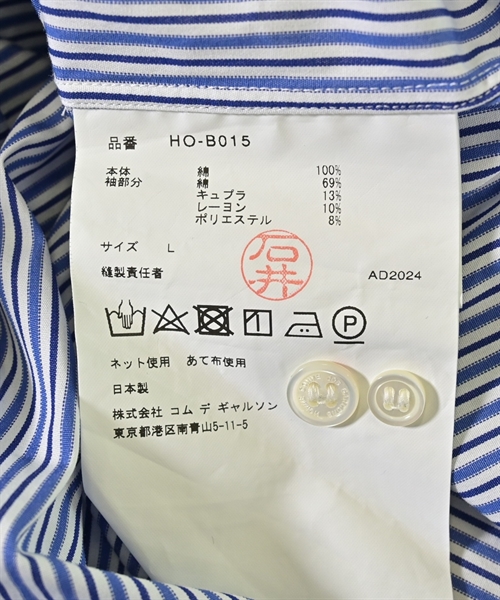 品番 HO-B015
本体 綿 100%
袖部分 綿 69%
キュプラ 13%
レーヨン 10%
ポリエステル 8%
サイズ L
石井
縫製責任者 AD2024
P
ネット使用 あて布使用
日本製
株式会社 コム デ ギャルソン
東京都港区南青山5-11-5